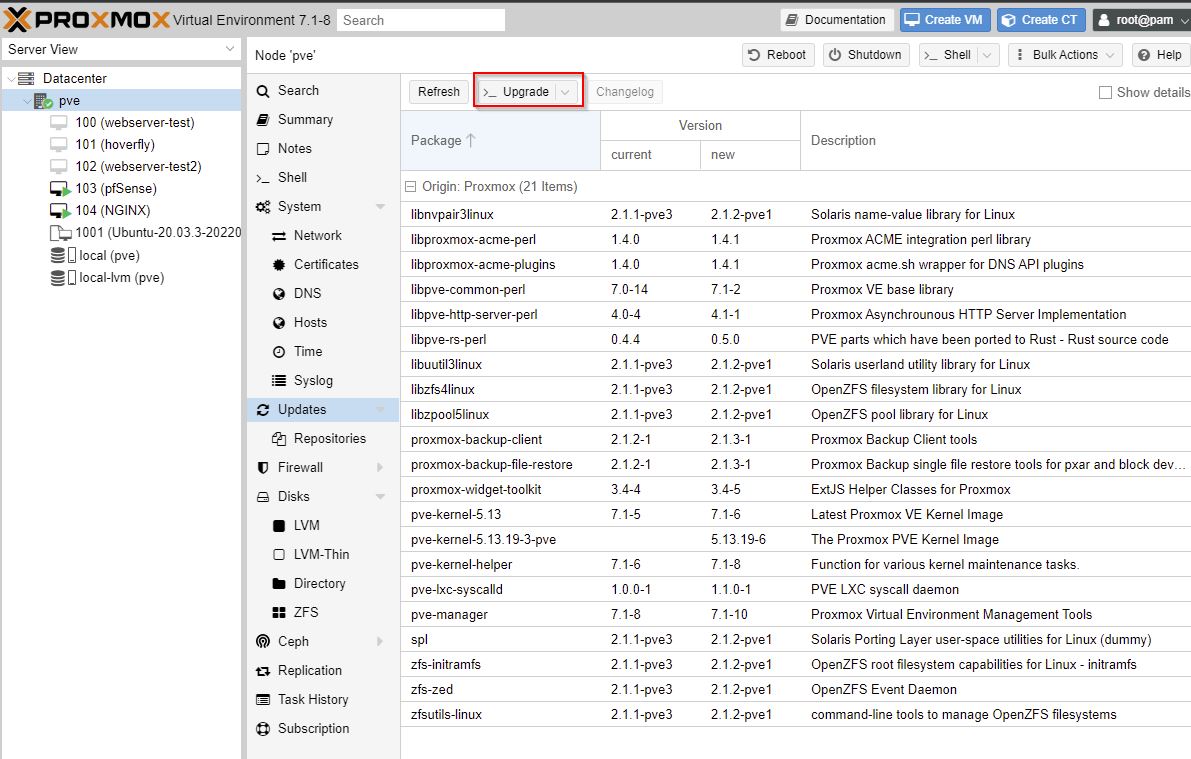 PROXMOX Virtual Environment 7.1-8 Search Documentation Create VM Create CT root@pam
Server View
Datacenter
pve
100 (webserver-test)
101 (hoverfly)
102 (webserver-test2)
103 (pfSense)
104 (NGINX)
1001 (Ubuntu-20.03.3-20220
local (pve)
local-lvm (pve)
Node 'pve' Reboot Shutdown >_ Shell Bulk Actions Help
Search
Summary
Notes
>_ Shell
System
Network
Certificates
DNS
Hosts
Time
Syslog
Updates
Repositories
Firewall
Disks
LVM
LVM-Thin
Directory
ZFS
Ceph
Replication
Task History
Subscription
Refresh >_ Upgrade Changelog Show details
Package ↑ Version Description
current new
Origin: Proxmox (21 Items)
libnvpair3linux 2.1.1-pve3 2.1.2-pve1 Solaris name-value library for Linux
libproxmox-acme-perl 1.4.0 1.4.1 Proxmox ACME integration perl library
libproxmox-acme-plugins 1.4.0 1.4.1 Proxmox acme.sh wrapper for DNS API plugins
libpve-common-perl 7.0-14 7.1-2 Proxmox VE base library
libpve-http-server-perl 4.0-4 4.1-1 Proxmox Asynchrounous HTTP Server Implementation
libpve-rs-perl 0.4.4 0.5.0 PVE parts which have been ported to Rust - Rust source code
libuutil3linux 2.1.1-pve3 2.1.2-pve1 Solaris userland utility library for Linux
libzfs4linux 2.1.1-pve3 2.1.2-pve1 OpenZFS filesystem library for Linux
libzpool5linux 2.1.1-pve3 2.1.2-pve1 OpenZFS pool library for Linux
proxmox-backup-client 2.1.2-1 2.1.3-1 Proxmox Backup Client tools
proxmox-backup-file-restore 2.1.2-1 2.1.3-1 Proxmox Backup single file restore tools for pxar and block dev…
proxmox-widget-toolkit 3.4-4 3.4-5 ExtJS Helper Classes for Proxmox
pve-kernel-5.13 7.1-5 7.1-6 Latest Proxmox VE Kernel Image
pve-kernel-5.13.19-3-pve 5.13.19-6 The Proxmox PVE Kernel Image
pve-kernel-helper 7.1-6 7.1-8 Function for various kernel maintenance tasks.
pve-lxc-syscalld 1.0.0-1 1.1.0-1 PVE LXC syscall daemon
pve-manager 7.1-8 7.1-10 Proxmox Virtual Environment Management Tools
spl 2.1.1-pve3 2.1.2-pve1 Solaris Porting Layer user-space utilities for Linux (dummy)
zfs-initramfs 2.1.1-pve3 2.1.2-pve1 OpenZFS root filesystem capabilities for Linux - initramfs
zfs-zed 2.1.1-pve3 2.1.2-pve1 OpenZFS Event Daemon
zfsutils-linux 2.1.1-pve3 2.1.2-pve1 command-line tools to manage OpenZFS filesystems